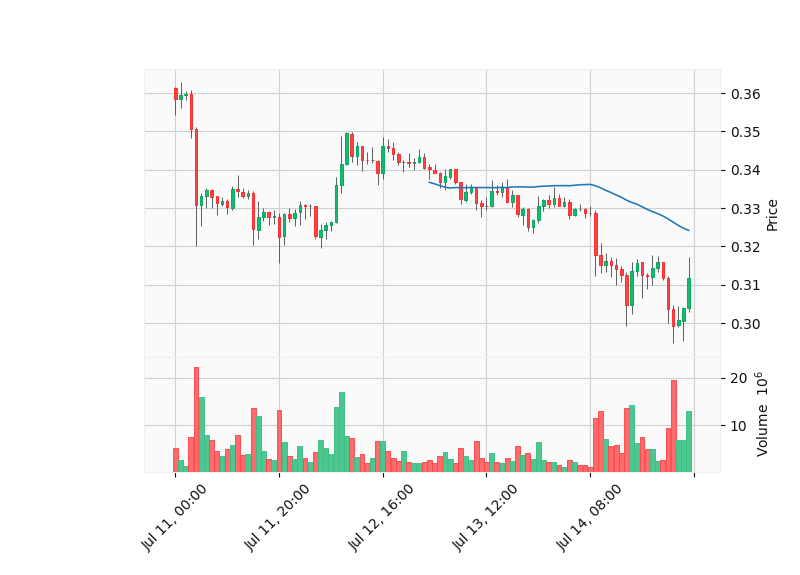 0.36
0.35
0.34
0.33
0.32
0.31
0.30
Price
20
10
Volume 10^6
Jul 11, 00:00
Jul 11, 20:00
Jul 12, 16:00
Jul 13, 12:00
Jul 14, 08:00